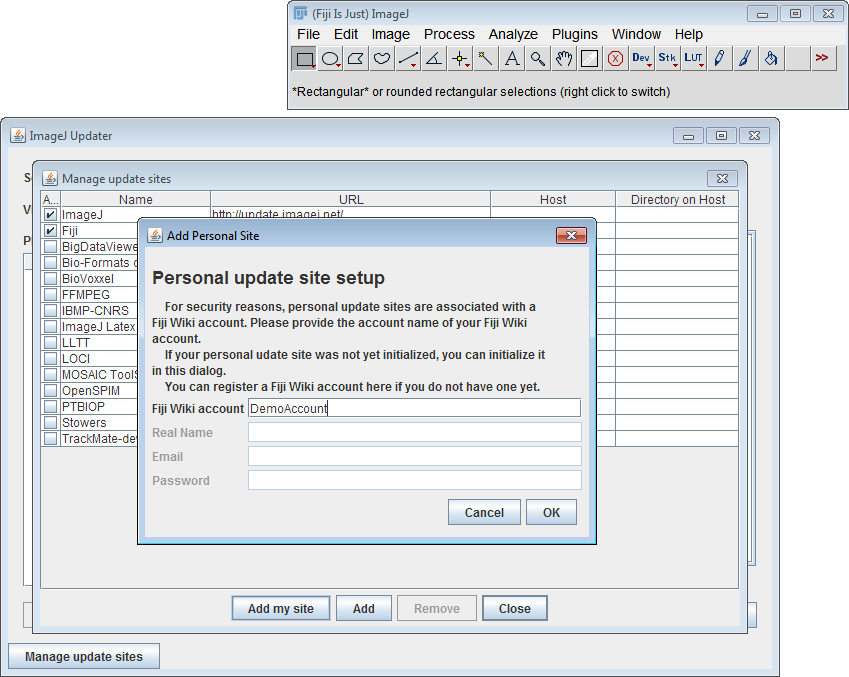 (Fiji Is Just) ImageJ
File Edit Image Process Analyze Plugins Window Help
A Dev Stk LUT >>
*Rectangular* or rounded rectangular selections (right click to switch)
ImageJ Updater
Manage update sites
A... Name URL Host Directory on Host
ImageJ http://update.imagej.net/
Fiji
BigDataViewe
Bio-Formats
BioVoxxel
FFMPEG
IBMP-CNRS
ImageJ Latex
LLTT
LOCI
MOSAIC ToolS
OpenSPIM
PTBIOP
Stowers
TrackMate-de
Add Personal Site
Personal update site setup
For security reasons, personal update sites are associated with a
Fiji Wiki account. Please provide the account name of your Fiji Wiki
account.
If your personal udate site was not yet initialized, you can initialize it
in this dialog.
You can register a Fiji Wiki account here if you do not have one yet.
Fiji Wiki account DemoAccount
Real Name
Email
Password
Cancel OK
Add my site Add Remove Close
Manage update sites